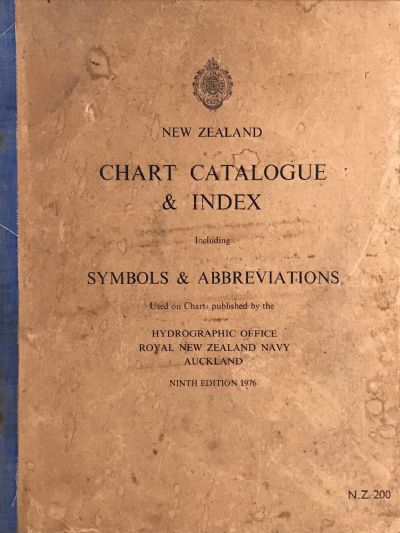 NEW ZEALAND
CHART CATALOGUE
& INDEX
Including
SYMBOLS & ABBREVIATIONS
Used on Charts published by the
HYDROGRAPHIC OFFICE
ROYAL NEW ZEALAND NAVY
AUCKLAND
NINTH EDITION 1976
N.Z. 200